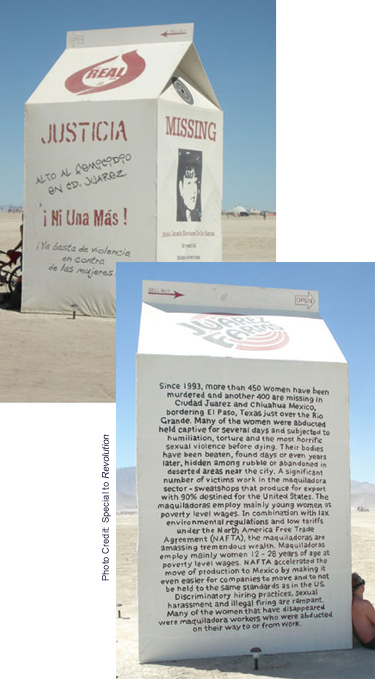 REAL
JUSTICIA
ALTO AL FEMICIDIO
EN CD. JUAREZ
¡ Ni Una Más !
¡Ya basta de violencia
en contra
de las mujeres
MISSING
OPEN
JUAREZ
FARMS
Since 1993, more than 450 Women have been
murdered and another 400 are missing in
Ciudad Juarez and Chiuahua Mexico,
bordering El Paso, Texas just over the Rio
Grande. Many of the women were abducted
held captive for several days and subjected to
humiliation, torture and the most horrific
sexual violence before dying. Their bodies
have been beaten, found days or even years
later, hidden among rubble or abandoned in
deserted areas near the city. A significant
number of victims work in the maquiladora
sector - sweatshops that produce for export
with 90% destined for the United States. The
maquiladoras employ mainly young women at
poverty level wages. In combination with lax
environmental regulations and low tariffs
under the North America Free Trade
Agreement (NAFTA), the maquiladoras are
amassing tremendous wealth. Maquiladoras
employ mainly women 12 - 28 years of age at
poverty level wages. NAFTA accelerated the
move of production to Mexico by making it
even easier for companies to move and to not
be held to the same standards as in the US.
Discriminatory hiring practices, sexual
harassment and illegal firing are rampant.
Many of the women that have disappeared
were maquiladora workers who were abducted
on their way to or from work.
Photo Credit: Special to Revolution